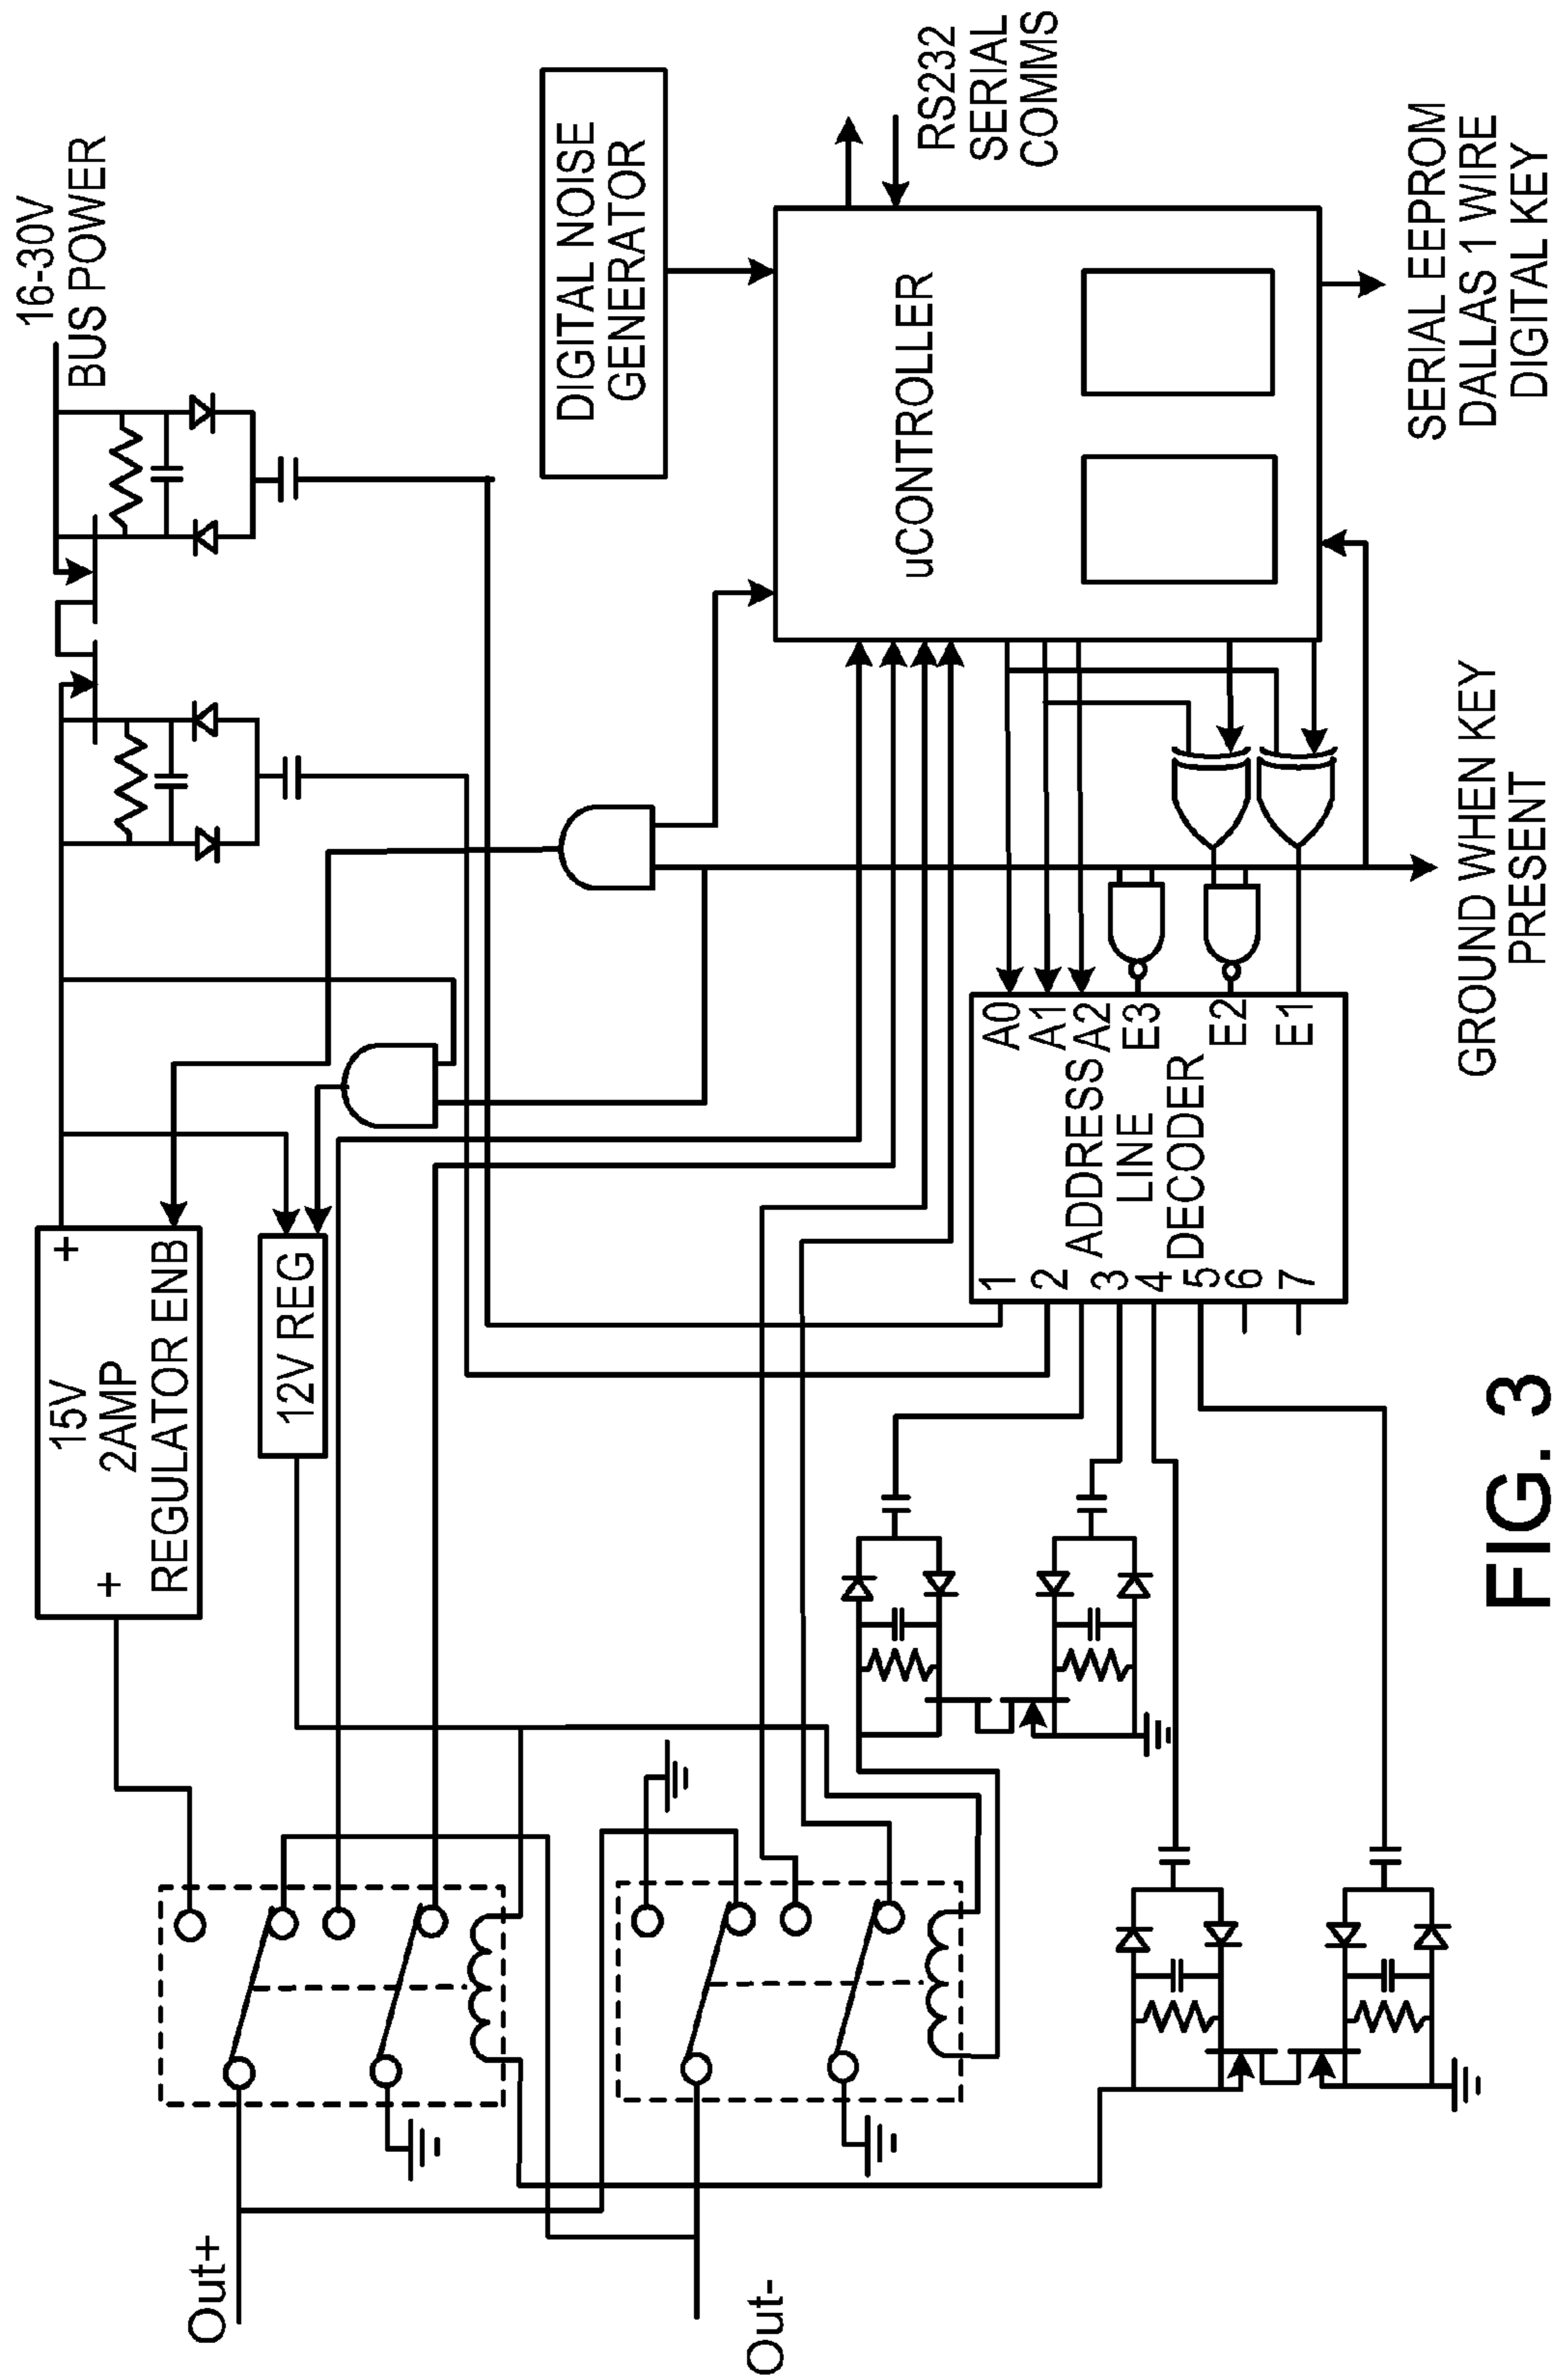 16-30V
BUS POWER
15V
2AMP
REGULATOR ENB
+
+
12V REG
DIGITAL NOISE
GENERATOR
uCONTROLLER
RS232
SERIAL
COMMS
SERIAL EEPROM
DALLAS 1 WIRE
DIGITAL KEY
GROUND WHEN KEY
PRESENT
ADDRESS
LINE
DECODER
A0
A1
A2
E3
E2
E1
1
2
3
4
5
6
7
Out+
Out-
FIG. 3